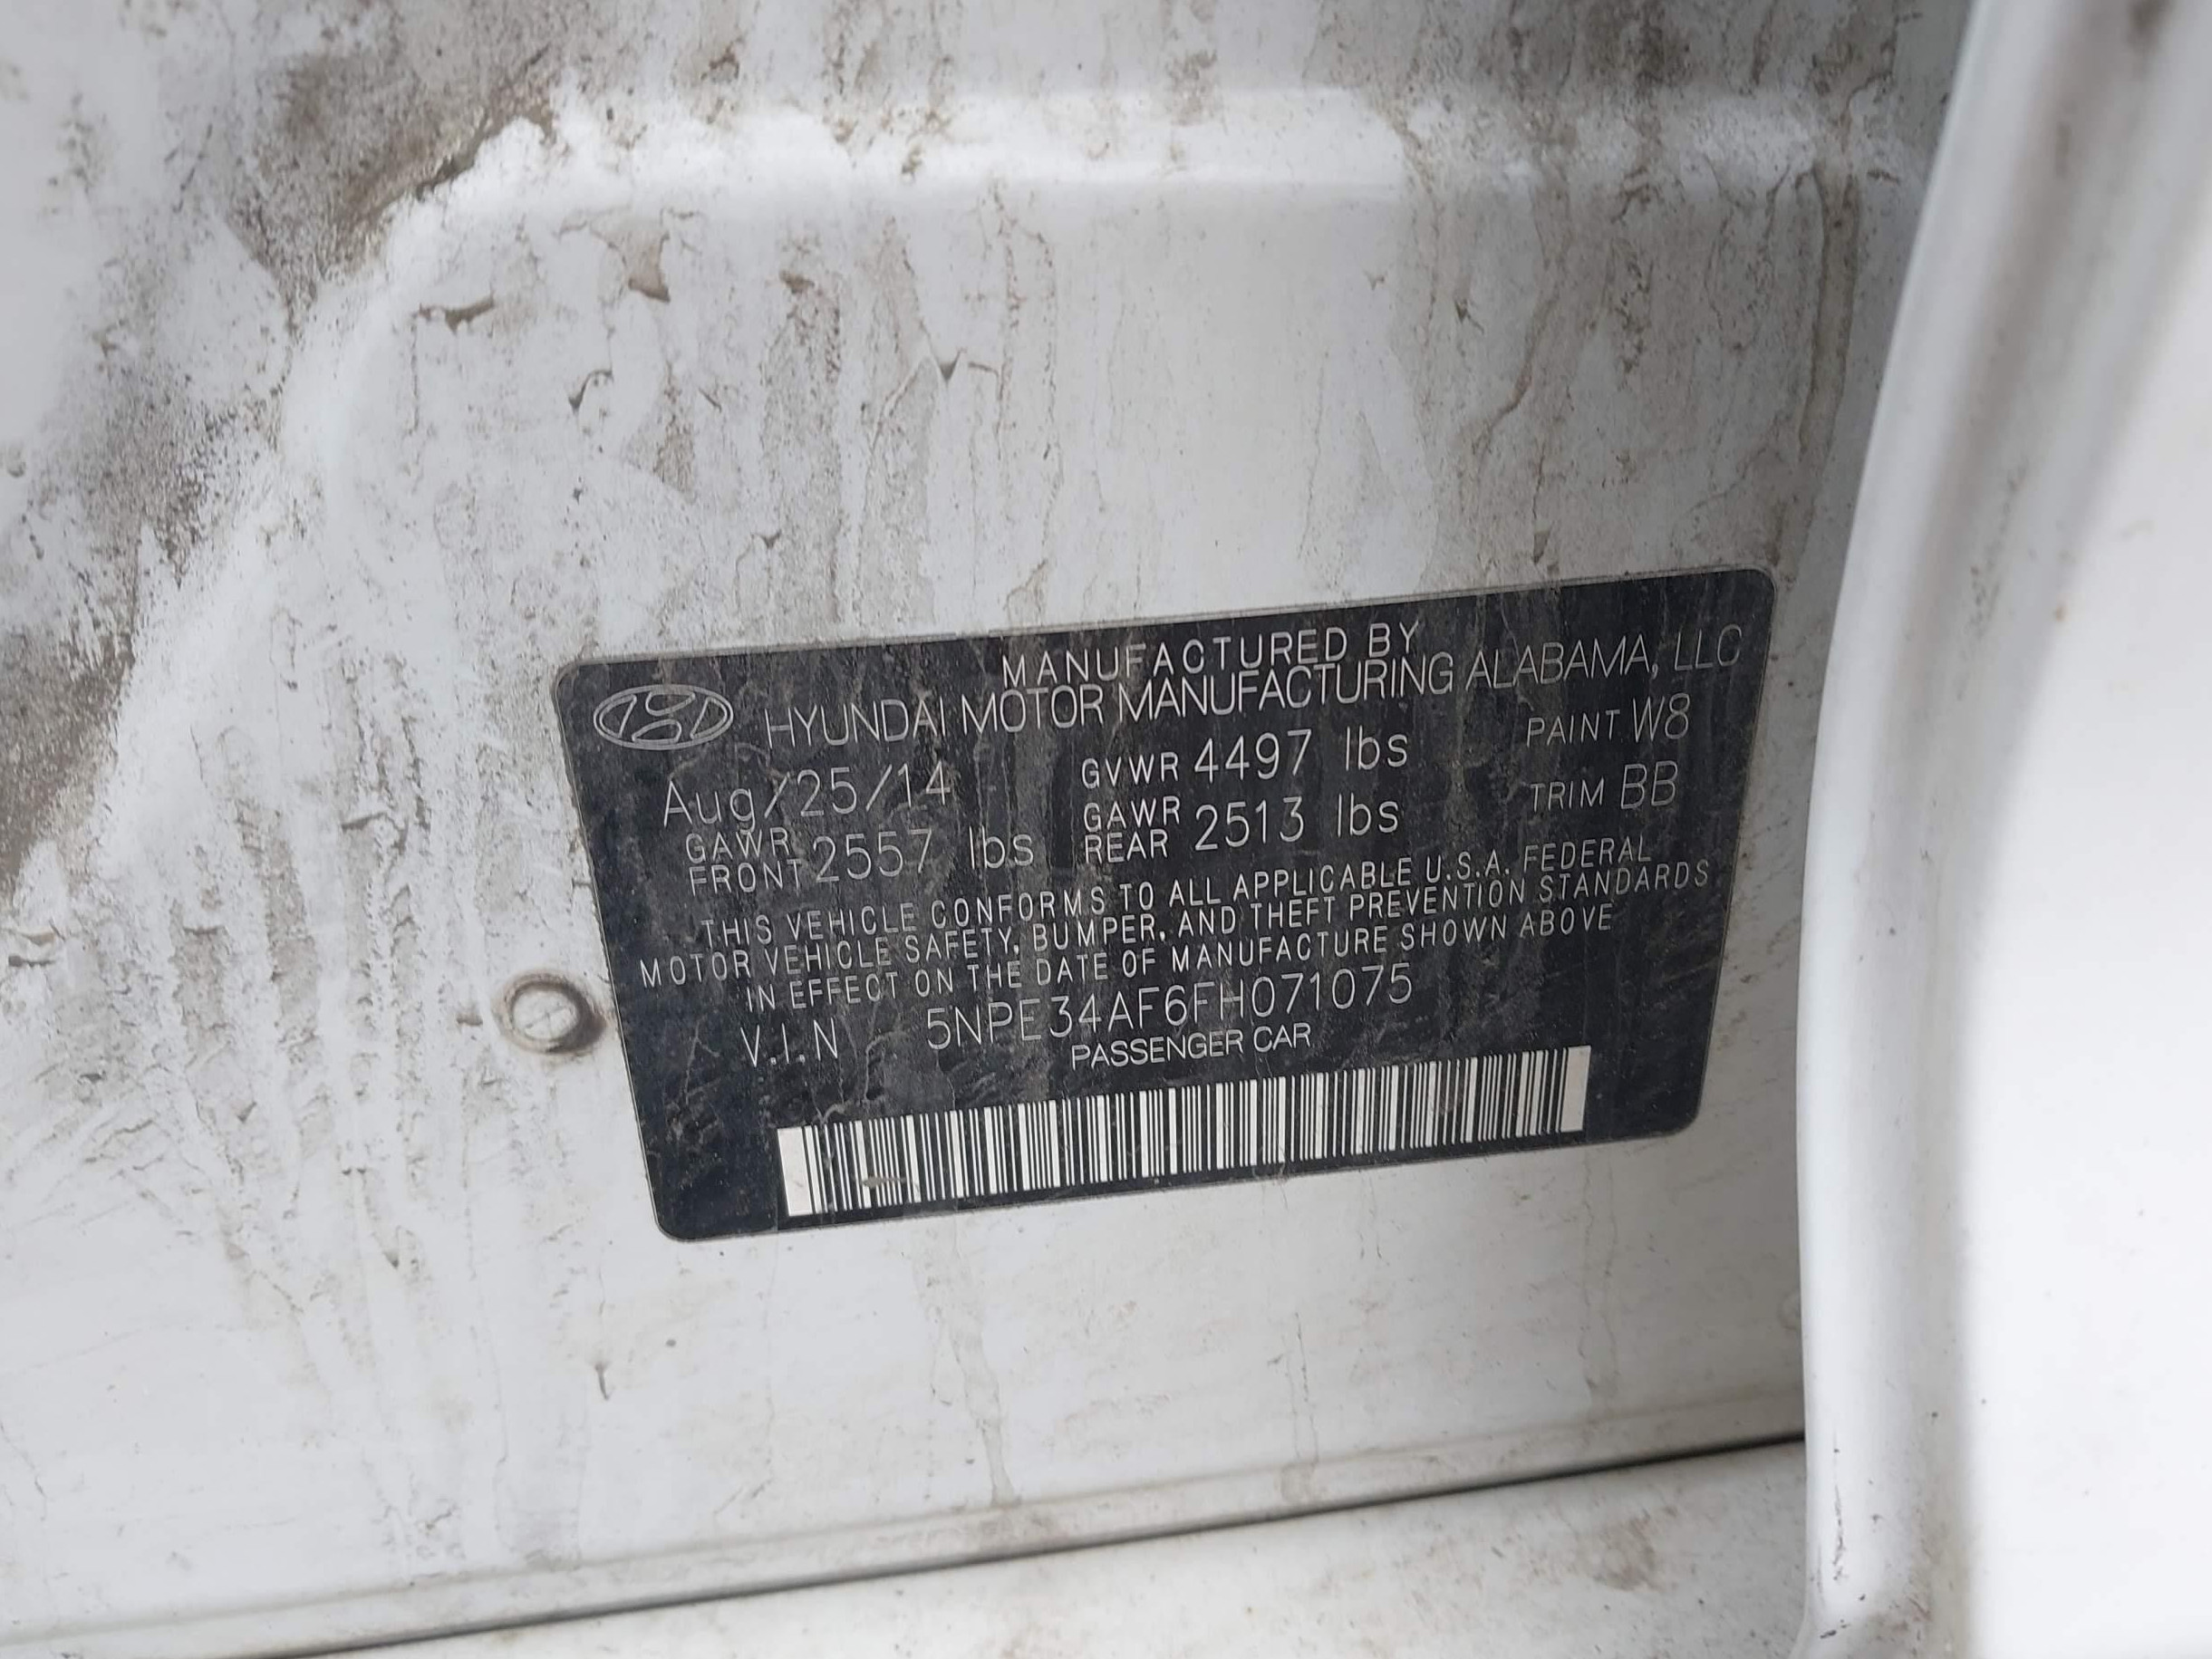 MANUFACTURED BY
HYUNDAI MOTOR MANUFACTURING ALABAMA, LLC
Aug/25/14 GVWR 4497 lbs PAINT W8
GAWR FRONT 2557 lbs GAWR REAR 2513 lbs TRIM BB
THIS VEHICLE CONFORMS TO ALL APPLICABLE U.S.A. FEDERAL
MOTOR VEHICLE SAFETY, BUMPER, AND THEFT PREVENTION STANDARDS
IN EFFECT ON THE DATE OF MANUFACTURE SHOWN ABOVE
V.I.N 5NPE34AF6FH071075
PASSENGER CAR